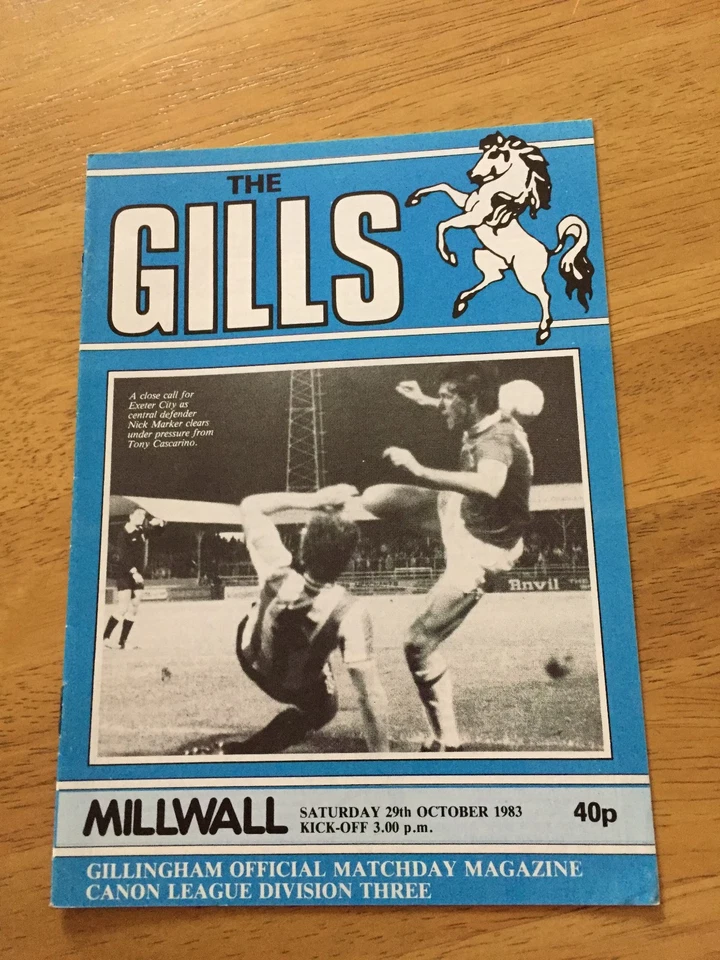 THE
GILLS
A close call for
Exeter City as
central defender
Nick Marker clears
under pressure from
Tony Cascarino.
Anvil
MILLWALL
SATURDAY 29th OCTOBER 1983
KICK-OFF 3.00 p.m.
40p
GILLINGHAM OFFICIAL MATCHDAY MAGAZINE
CANON LEAGUE DIVISION THREE